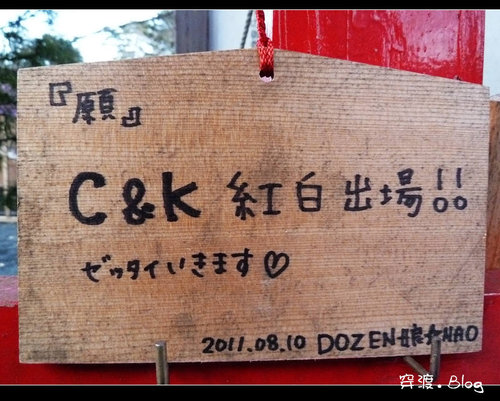 『願』
C&K 紅白出場!!
ゼッタイいきます♡
2011.08.10 DOZEN NAO
穿渡.Blog